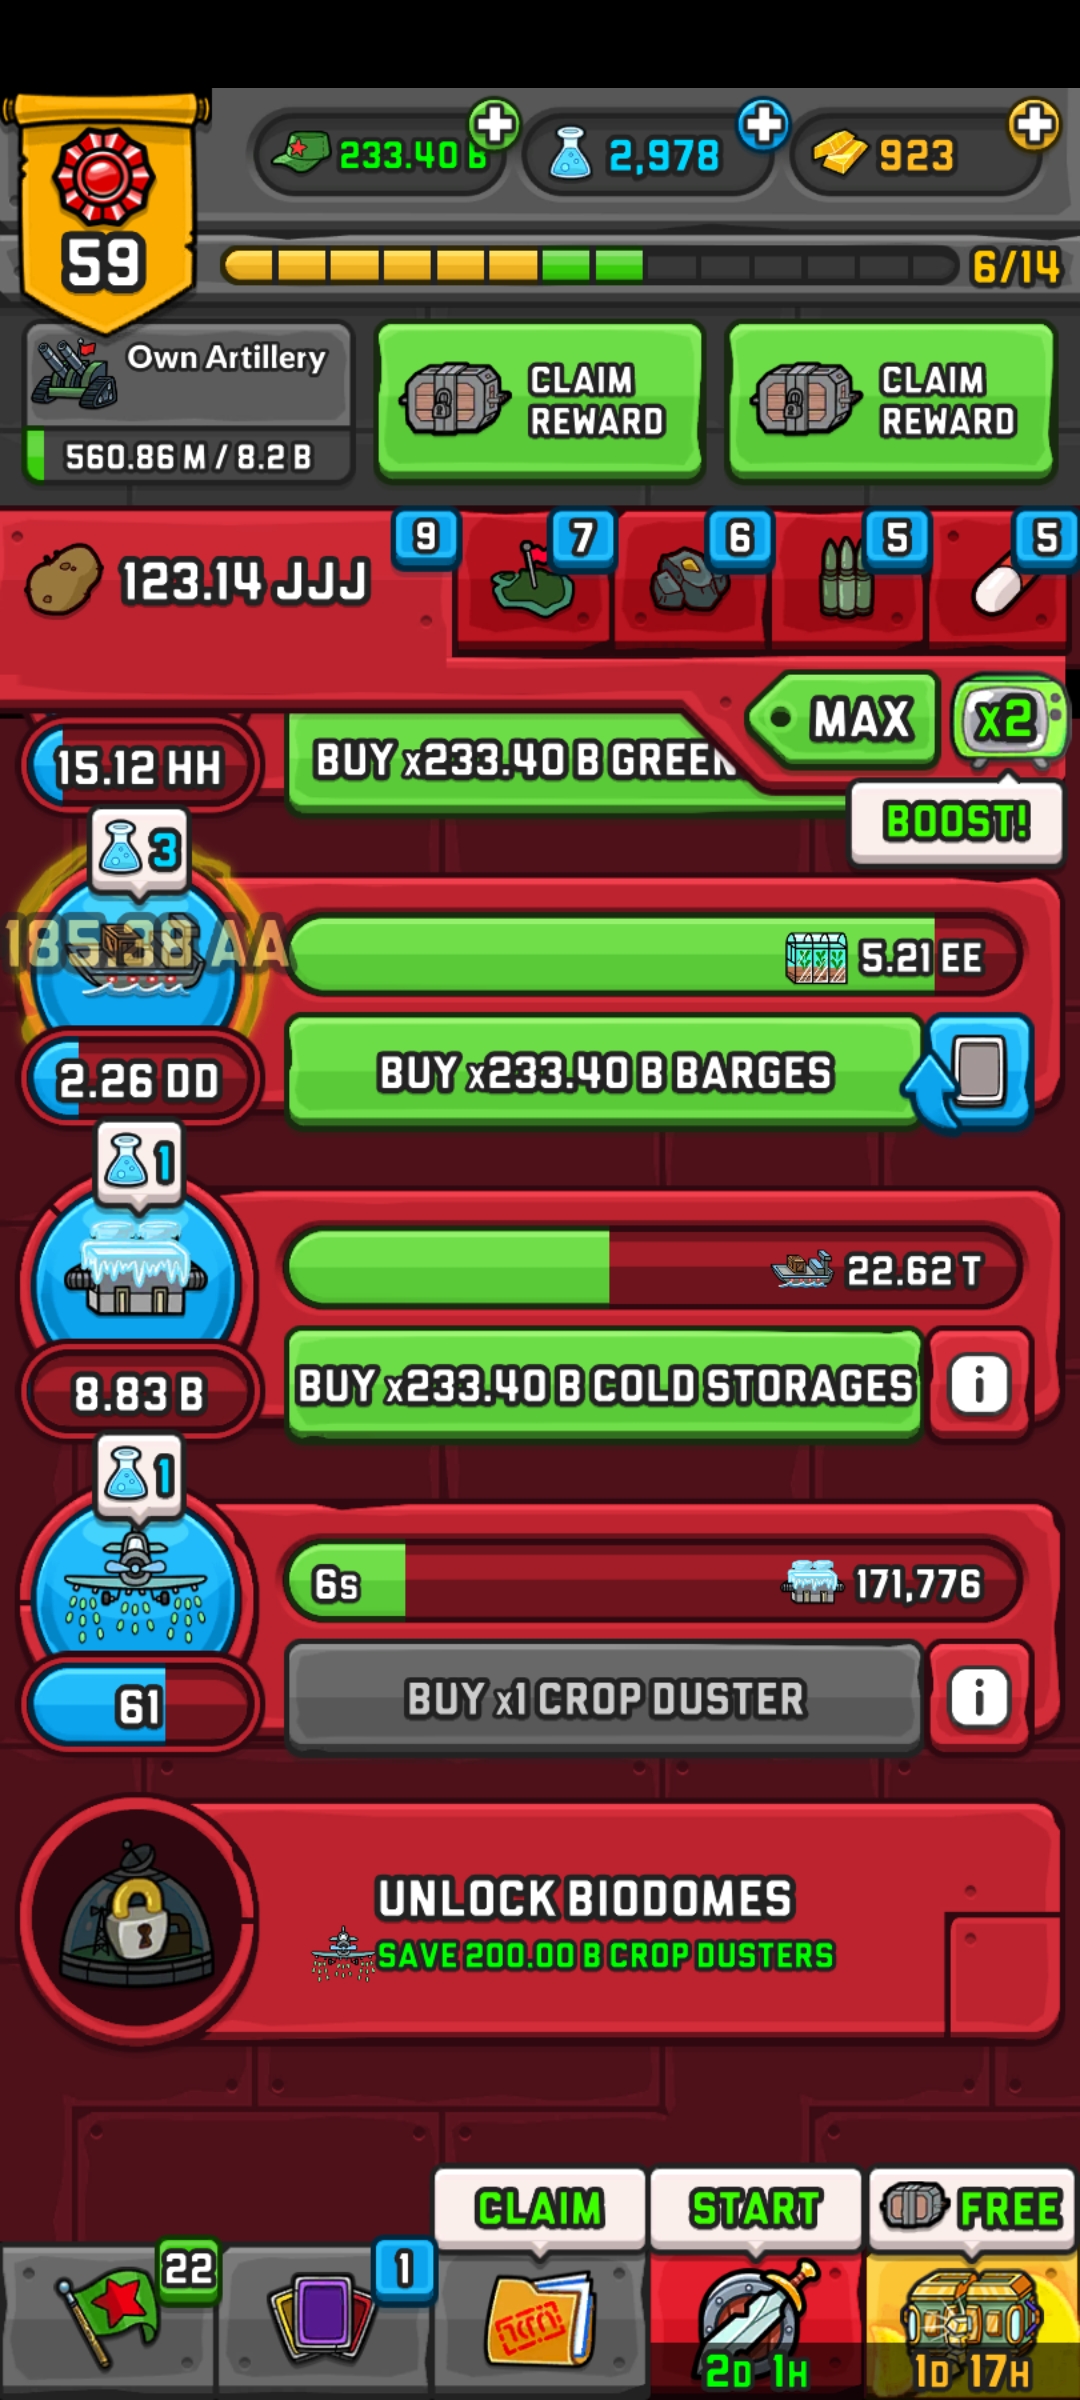 59
233.40 B
2,978
923
6/14
Own Artillery
560.86 M / 8.2 B
CLAIM
REWARD
CLAIM
REWARD
123.14 JJJ
9
7
6
5
5
MAX
x2
BOOST!
15.12 HH
BUY x233.40 B GREEN
3
185.38 AA
5.21 EE
2.26 DD
BUY x233.40 B BARGES
1
22.62 T
8.83 B
BUY x233.40 B COLD STORAGES
i
1
6s
171,776
61
BUY x1 CROP DUSTER
i
UNLOCK BIODOMES
SAVE 200.00 B CROP DUSTERS
CLAIM
START
FREE
22
1
2D 1H
1D 17H